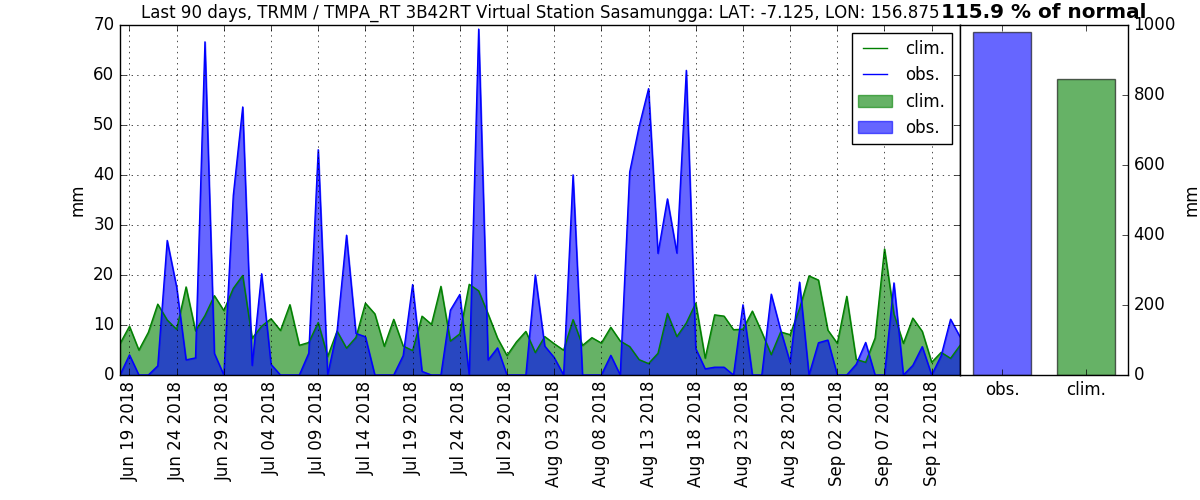 Last 90 days, TRMM / TMPA_RT 3B42RT Virtual Station Sasamungga: LAT: -7.125, LON: 156.875
115.9 % of normal
70
60
50
40
30
20
10
0
mm
clim.
obs.
clim.
obs.
1000
800
600
400
200
0
mm
Jun 19 2018
Jun 24 2018
Jun 29 2018
Jul 04 2018
Jul 09 2018
Jul 14 2018
Jul 19 2018
Jul 24 2018
Jul 29 2018
Aug 03 2018
Aug 08 2018
Aug 13 2018
Aug 18 2018
Aug 23 2018
Aug 28 2018
Sep 02 2018
Sep 07 2018
Sep 12 2018
obs.
clim.